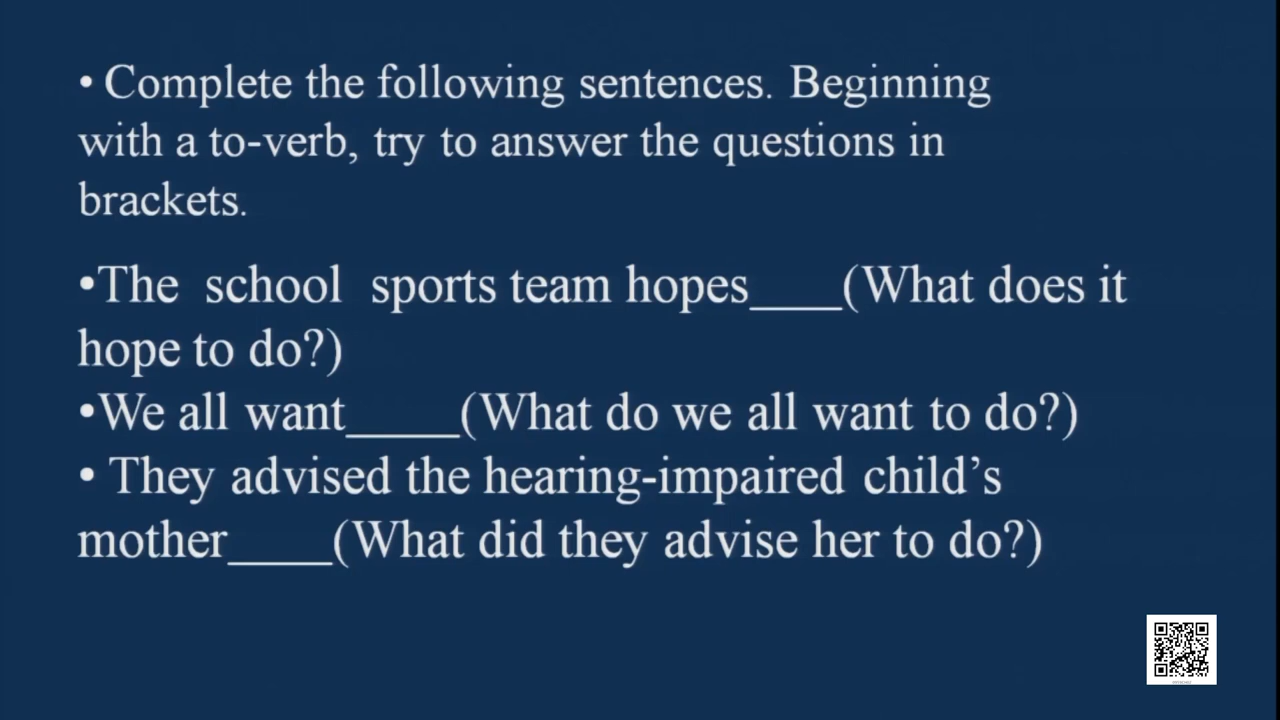 • Complete the following sentences. Beginning
with a to-verb, try to answer the questions in
brackets.
•The school sports team hopes____(What does it
hope to do?)
•We all want_____(What do we all want to do?)
• They advised the hearing-impaired child’s
mother____(What did they advise her to do?)